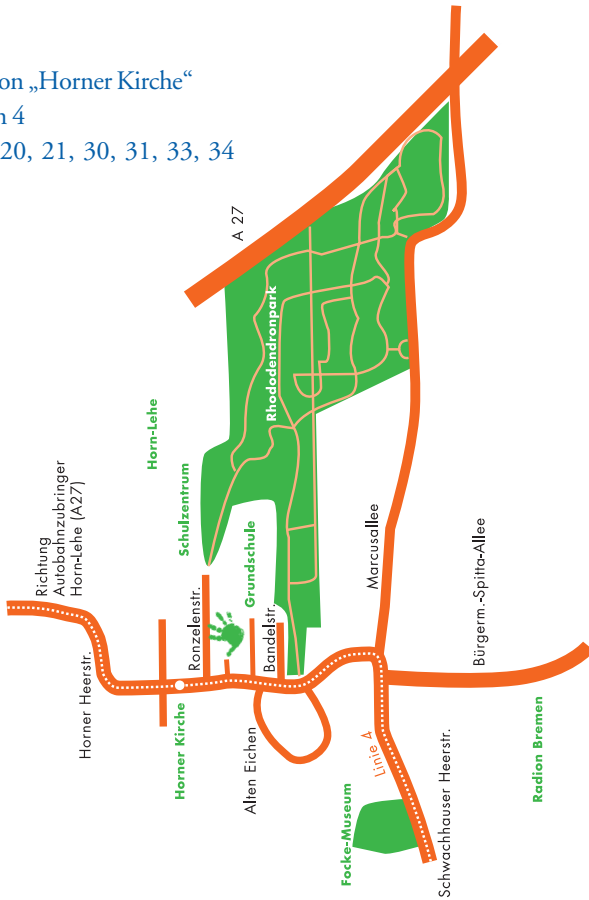 on „Horner Kirche“
n 4
20, 21, 30, 31, 33, 34
A 27
Rhododendronpark
Horn-Lehe
Schulzentrum
Grundschule
Richtung
Autobahnzubringer
Horn-Lehe (A27)
Ronzelenstr.
Bandelstr.
Marcusallee
Bürgerm.-Spitta-Allee
Horner Heerstr.
Horner Kirche
Alten Eichen
Linie 4
Focke-Museum
Schwachhauser Heerstr.
Radion Bremen